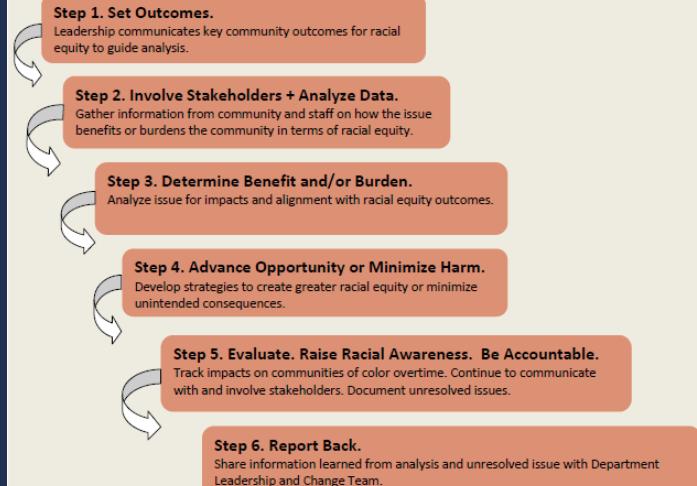 Step 1. Set Outcomes.
Leadership communicates key community outcomes for racial
equity to guide analysis.
Step 2. Involve Stakeholders + Analyze Data.
Gather information from community and staff on how the issue
benefits or burdens the community in terms of racial equity.
Step 3. Determine Benefit and/or Burden.
Analyze issue for impacts and alignment with racial equity outcomes.
Step 4. Advance Opportunity or Minimize Harm.
Develop strategies to create greater racial equity or minimize
unintended consequences.
Step 5. Evaluate. Raise Racial Awareness.  Be Accountable.
Track impacts on communities of color overtime. Continue to communicate
with and involve stakeholders. Document unresolved issues.
Step 6. Report Back.
Share information learned from analysis and unresolved issue with Department
Leadership and Change Team.